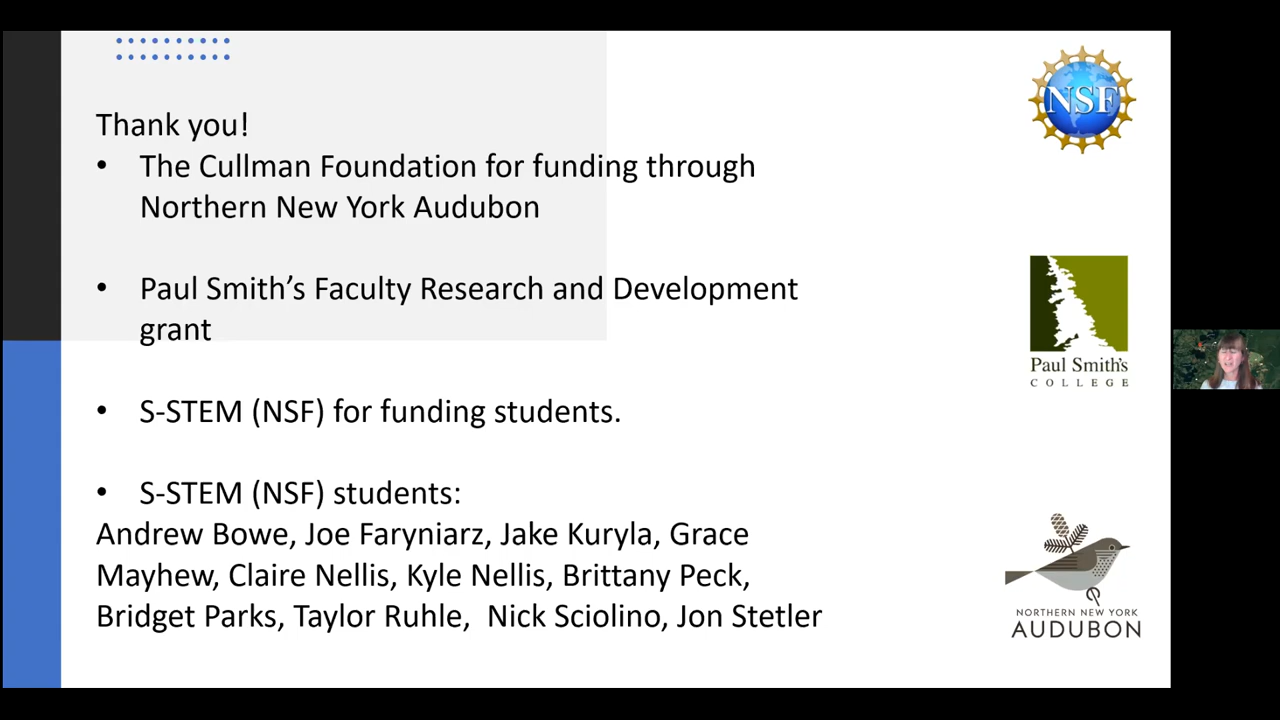 Thank you!
• The Cullman Foundation for funding through
Northern New York Audubon
• Paul Smith’s Faculty Research and Development
grant
• S-STEM (NSF) for funding students.
• S-STEM (NSF) students:
Andrew Bowe, Joe Faryniarz, Jake Kuryla, Grace
Mayhew, Claire Nellis, Kyle Nellis, Brittany Peck,
Bridget Parks, Taylor Ruhle,  Nick Sciolino, Jon Stetler
NSF
Paul Smith's
COLLEGE
NORTHERN NEW YORK
AUDUBON